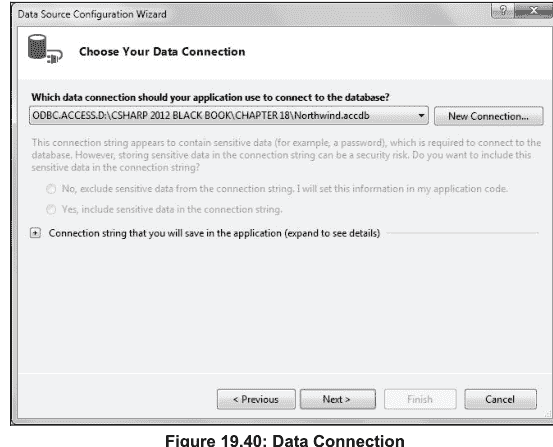 Data Source Configuration Wizard
Choose Your Data Connection
Which data connection should your application use to connect to the database?
ODBC.ACCESS.D:\CSHARP 2012 BLACK BOOK\CHAPTER 18\Northwind.accdb
New Connection...
This connection string appears to contain sensitive data (for example, a password), which is required to connect to the
database. However, storing sensitive data in the connection string can be a security risk. Do you want to include this
sensitive data in the connection string?
No, exclude sensitive data from the connection string. I will set this information in my application code.
Yes, include sensitive data in the connection string.
Connection string that you will save in the application (expand to see details)
< Previous
Next >
Finish
Cancel
Figure 19.40: Data Connection